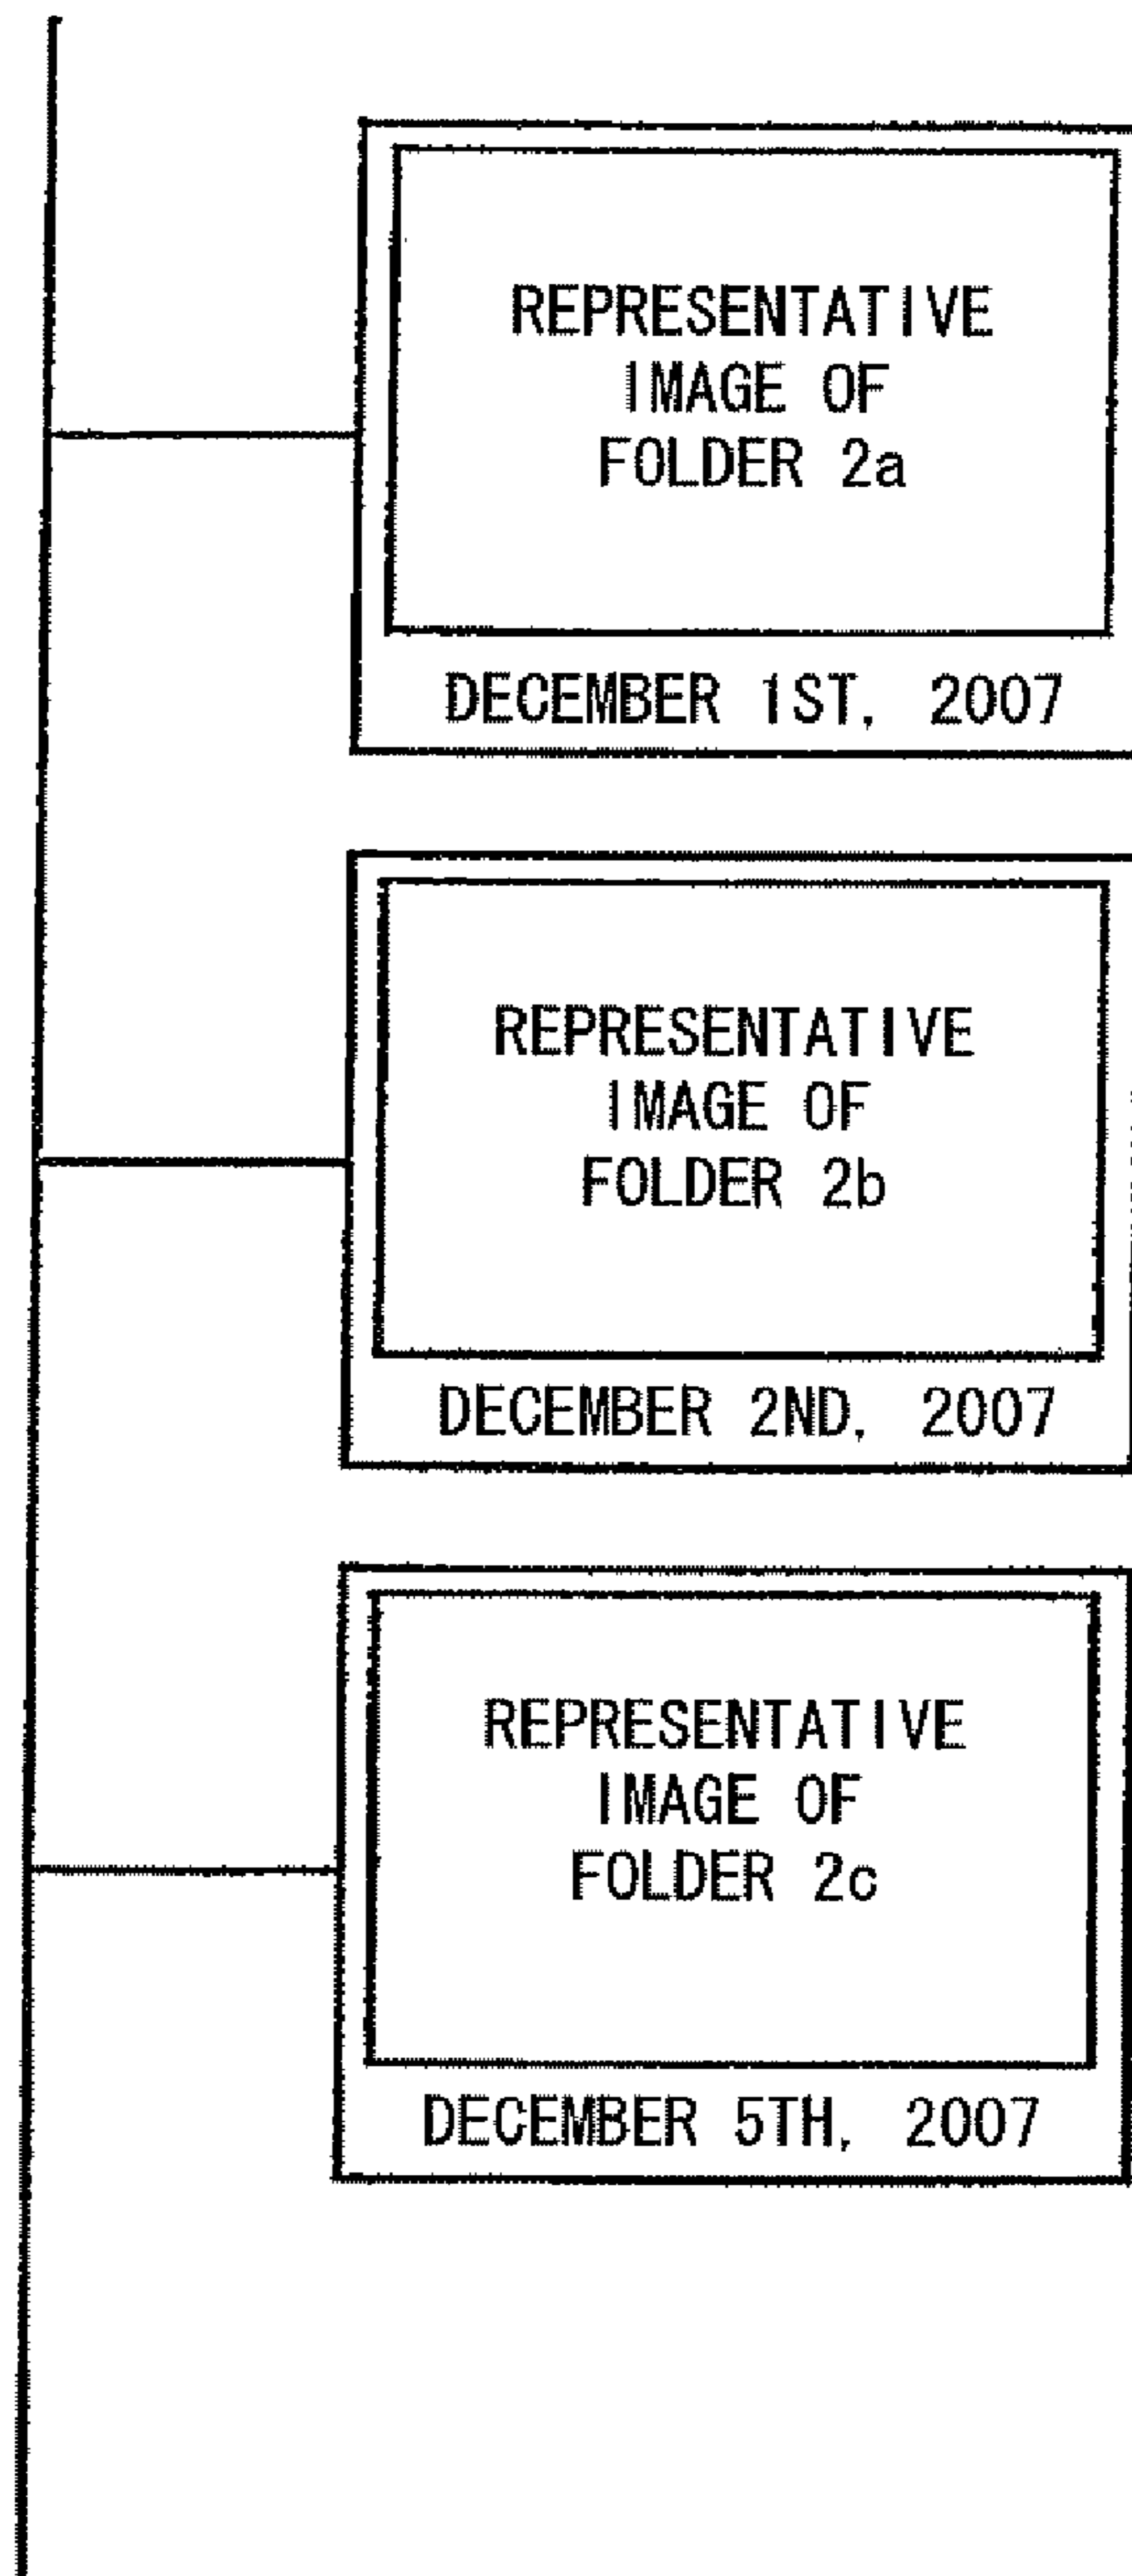 REPRESENTATIVE
IMAGE OF
FOLDER 2a
DECEMBER 1ST, 2007
REPRESENTATIVE
IMAGE OF
FOLDER 2b
DECEMBER 2ND, 2007
REPRESENTATIVE
IMAGE OF
FOLDER 2c
DECEMBER 5TH, 2007